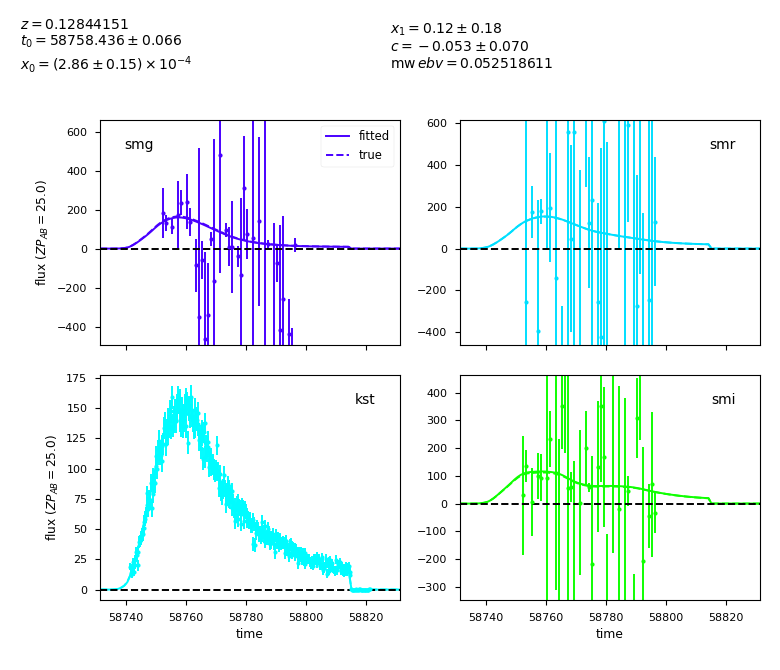 z = 0.12844151
t₀ = 58758.436 ± 0.066
x₀ = (2.86 ± 0.15) × 10⁻⁴
x₁ = 0.12 ± 0.18
c = −0.053 ± 0.070
mw ebv = 0.052518611
smg
fitted
true
600
400
200
0
−200
−400
flux (ZP_AB = 25.0)
smr
600
400
200
0
−200
−400
kst
175
150
125
100
75
50
25
0
flux (ZP_AB = 25.0)
58740 58760 58780 58800 58820
time
smi
400
300
200
100
0
−100
−200
−300
58740 58760 58780 58800 58820
time